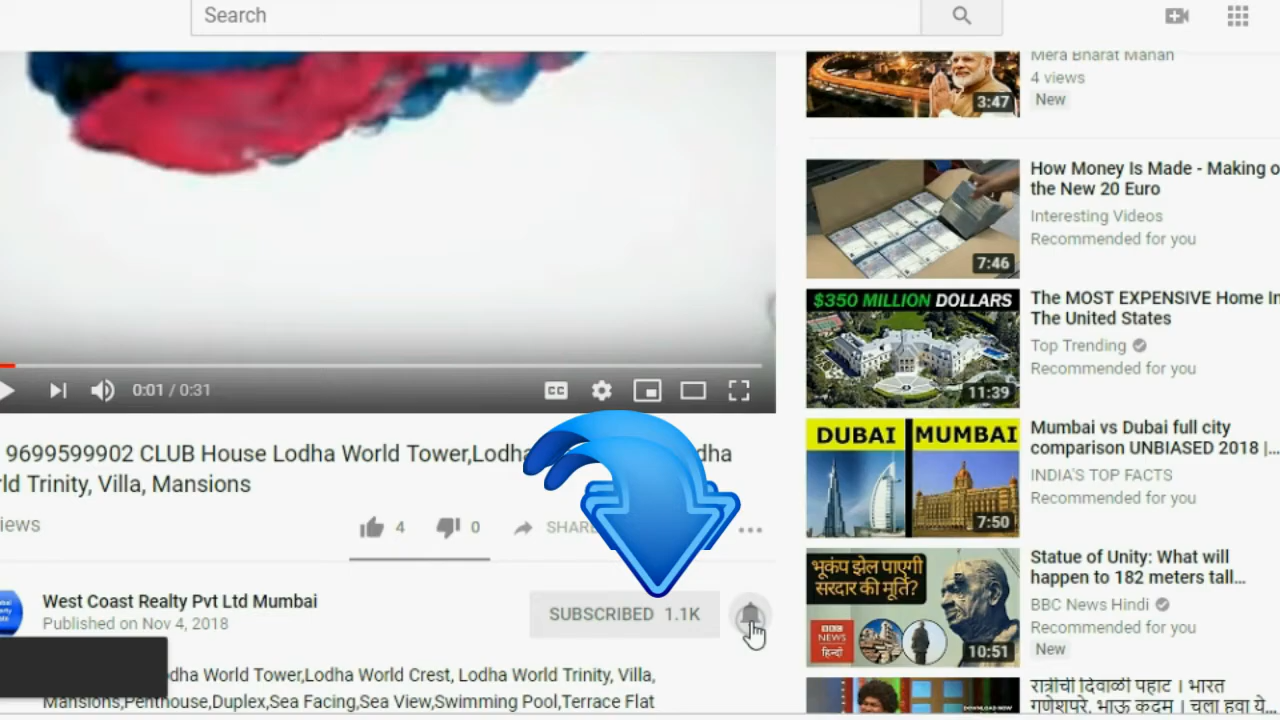 Search
0:01 / 0:31
CC
9699599902 CLUB House Lodha World Tower,Lodha
dha
ld Trinity, Villa, Mansions
iews
4
0
SHARE
West Coast Realty Pvt Ltd Mumbai
Published on Nov 4, 2018
SUBSCRIBED 1.1K
dha World Tower,Lodha World Crest, Lodha World Trinity, Villa,
Mansions,Penthouse,Duplex,Sea Facing,Sea View,Swimming Pool,Terrace Flat
Mera Bharat Mahan
4 views
New
3:47
How Money Is Made - Making o
the New 20 Euro
Interesting Videos
Recommended for you
7:46
$350 MILLION DOLLARS
11:39
The MOST EXPENSIVE Home In
The United States
Top Trending
Recommended for you
DUBAI MUMBAI
7:50
Mumbai vs Dubai full city
comparison UNBIASED 2018 |...
INDIA'S TOP FACTS
Recommended for you
भूकंप झेल पाएगी
सरदार की मूर्ति?
BBC
NEWS
हिन्दी
10:51
Statue of Unity: What will
happen to 182 meters tall...
BBC News Hindi
Recommended for you
New
DOWNLOAD NOW
रात्रीची दिवाळी पहाट । भारत
गणेशपुरे, भाऊ कदम । चला हवा ये...